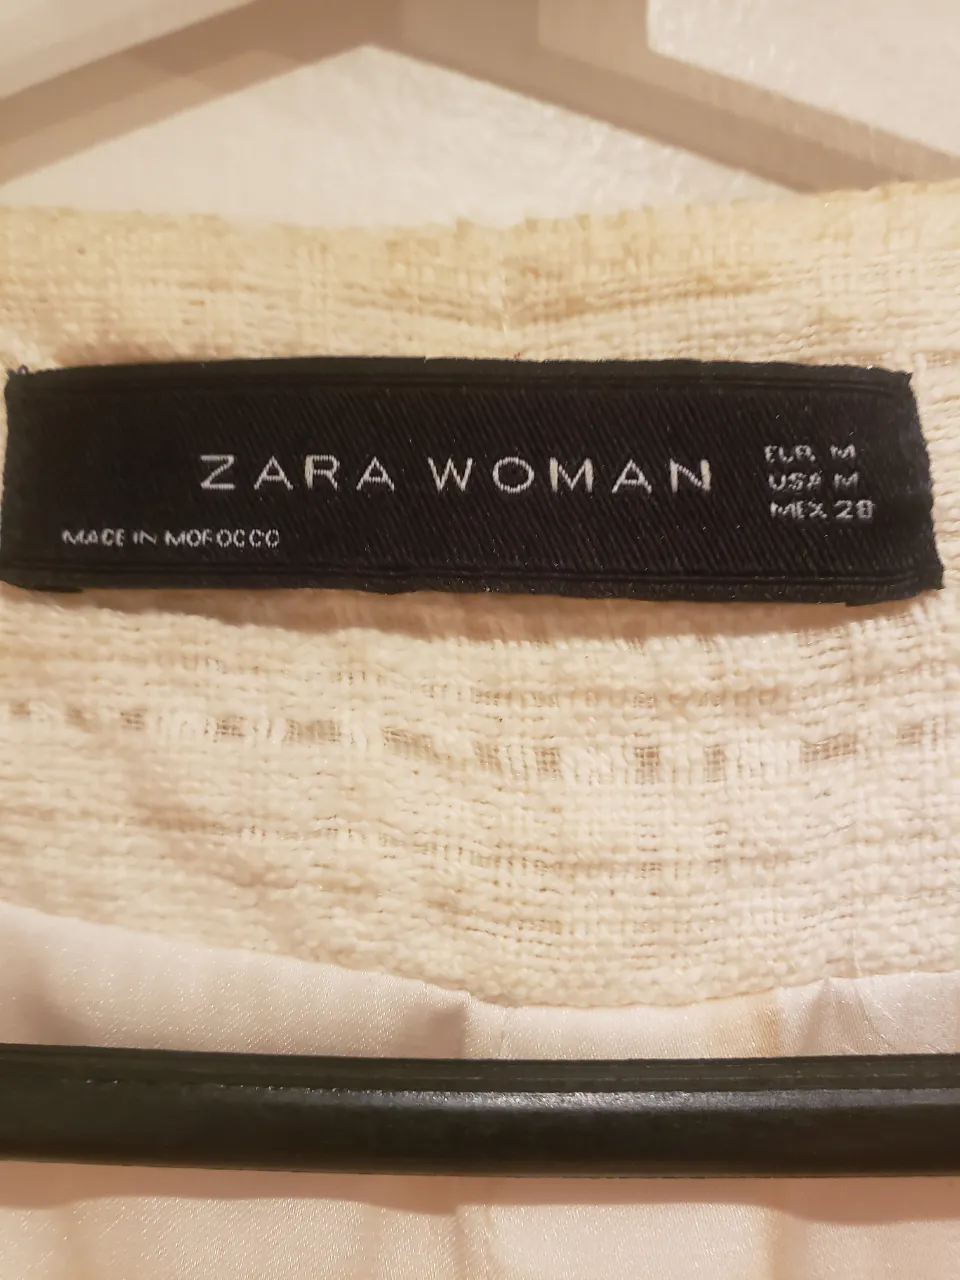 ZARA WOMAN
EUR M
USA M
MEX 28
MADE IN MOROCCO